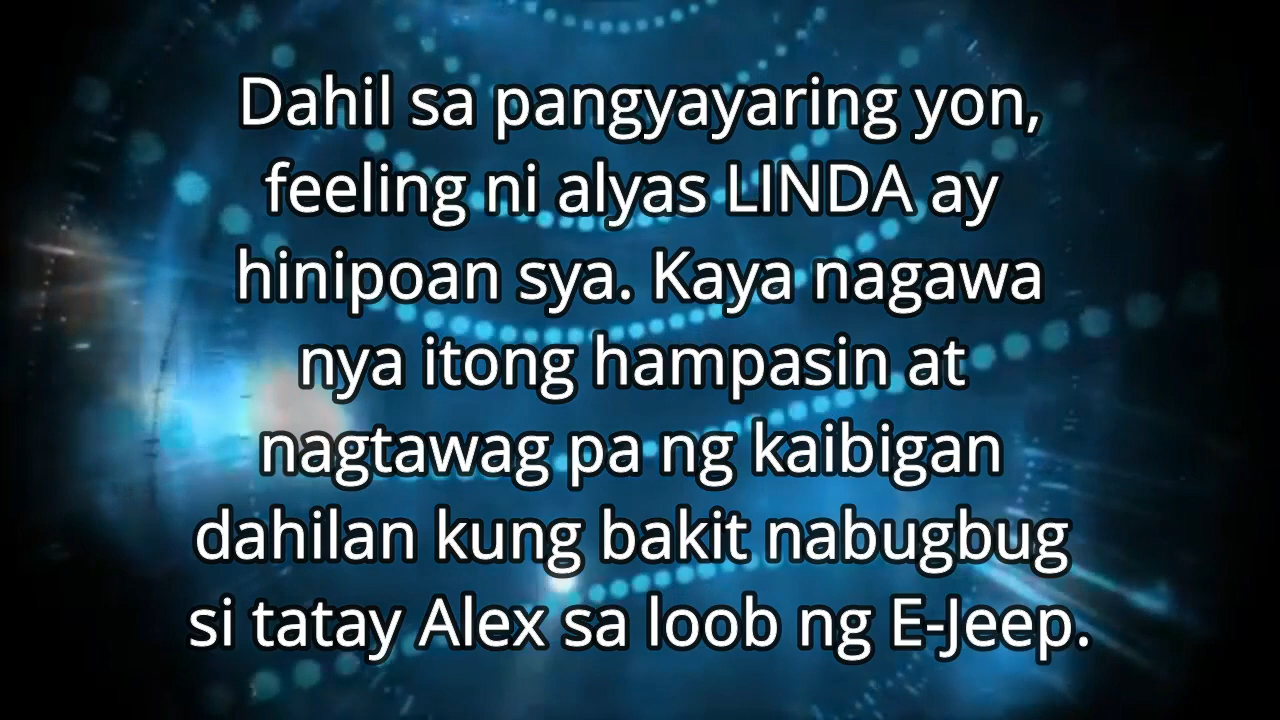 Dahil sa pangyayaring yon,
feeling ni alyas LINDA ay
hinipoan sya. Kaya nagawa
nya itong hampasin at
nagtawag pa ng kaibigan
dahilan kung bakit nabugbug
si tatay Alex sa loob ng E-Jeep.